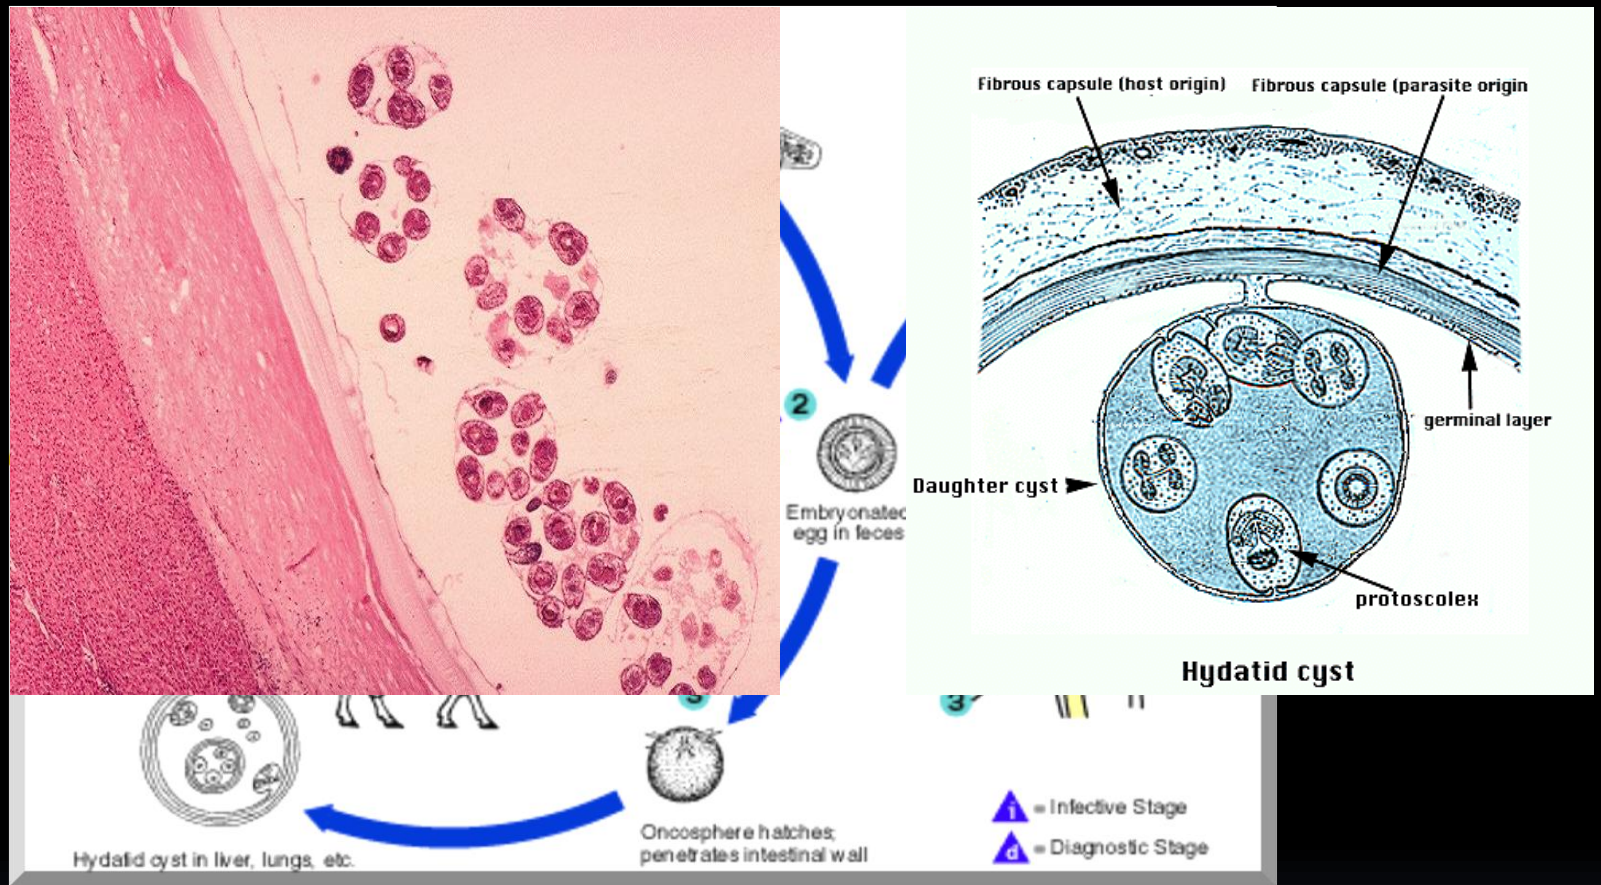 Fibrous capsule (host origin)
Fibrous capsule (parasite origin
germinal layer
Daughter cyst
protoscolex
Hydatid cyst
2
Embryonated
egg in feces
3
i = Infective Stage
d = Diagnostic Stage
Oncosphere hatches;
penetrates intestinal wall
Hydatid cyst in liver, lungs, etc.